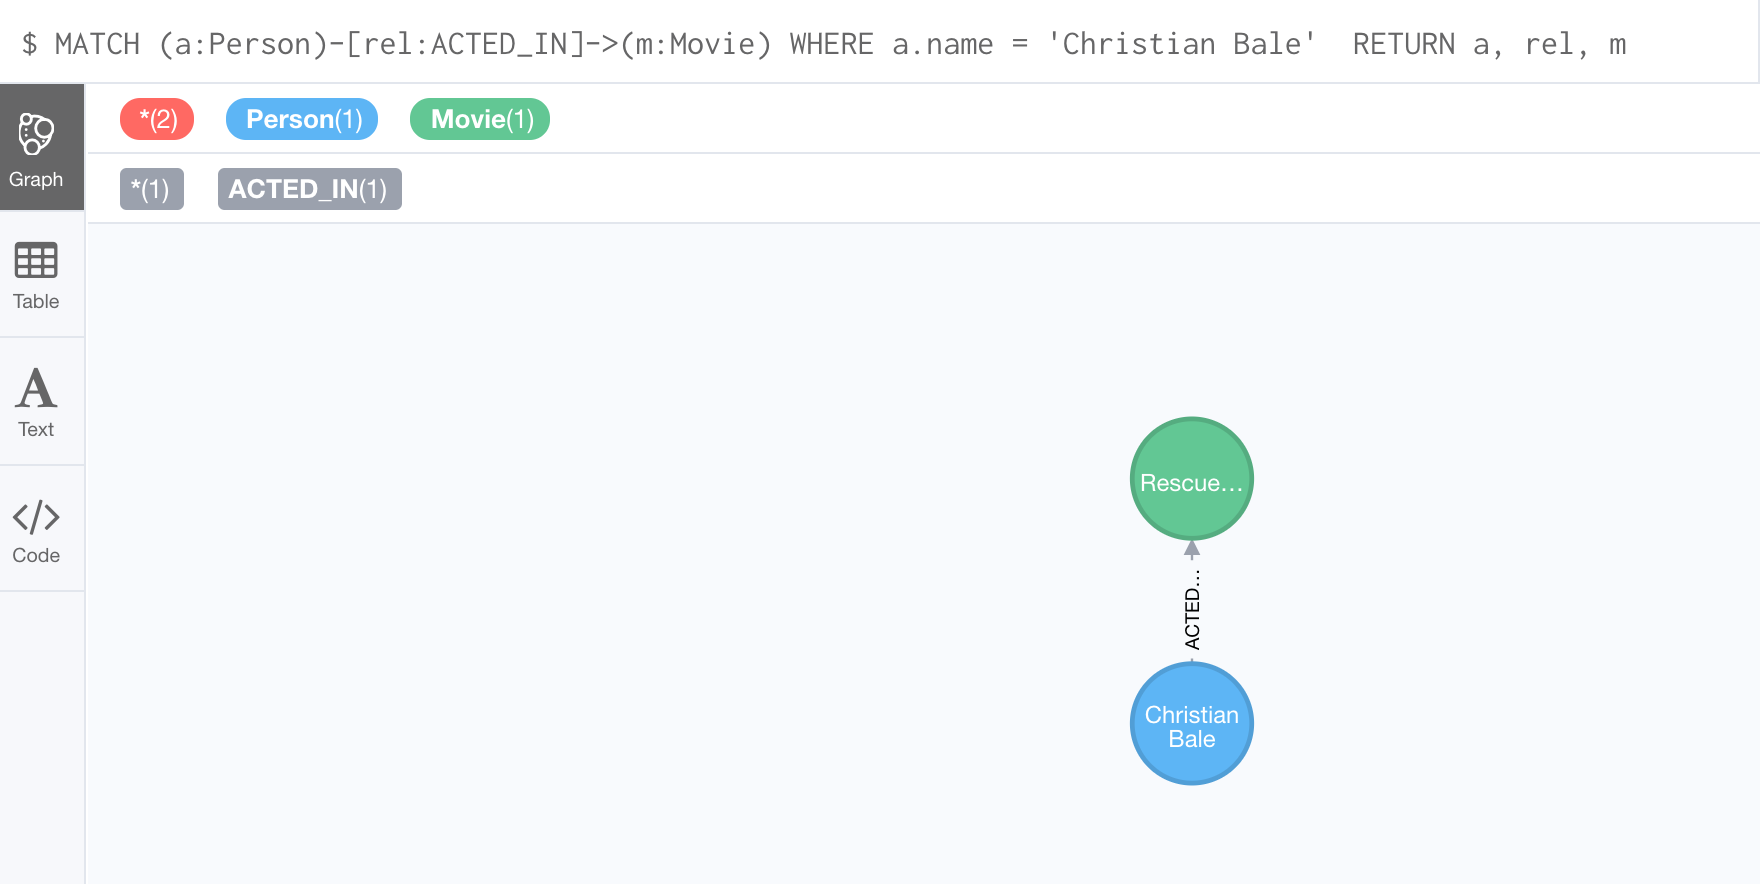 $ MATCH (a:Person)-[rel:ACTED_IN]->(m:Movie) WHERE a.name = 'Christian Bale'  RETURN a, rel, m
*(2) Person(1) Movie(1)
*(1) ACTED_IN(1)
Graph
Table
Text
Code
Rescue...
ACTED...
Christian
Bale